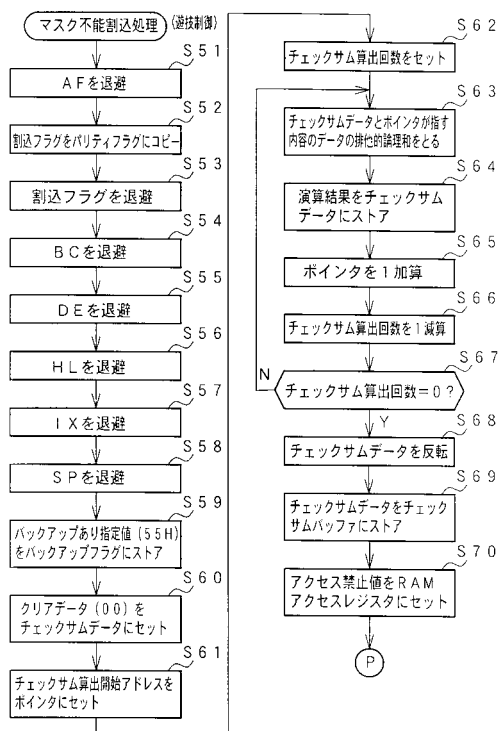 マスク不能割込処理
(遊技制御)
S51
AFを退避
S52
割込フラグをパリティフラグにコピー
S53
割込フラグを退避
S54
BCを退避
S55
DEを退避
S56
HLを退避
S57
IXを退避
S58
SPを退避
S59
バックアップあり指定値(55H)
をバックアップフラグにストア
S60
クリアデータ(00)を
チェックサムデータにセット
S61
チェックサム算出開始アドレスを
ポインタにセット
S62
チェックサム算出回数をセット
S63
チェックサムデータとポインタが指す
内容のデータの排他的論理和をとる
S64
演算結果をチェックサム
データにストア
S65
ポインタを1加算
S66
チェックサム算出回数を1減算
S67
N
チェックサム算出回数=0?
Y
S68
チェックサムデータを反転
S69
チェックサムデータをチェック
サムバッファにストア
S70
アクセス禁止値をRAM
アクセスレジスタにセット
P